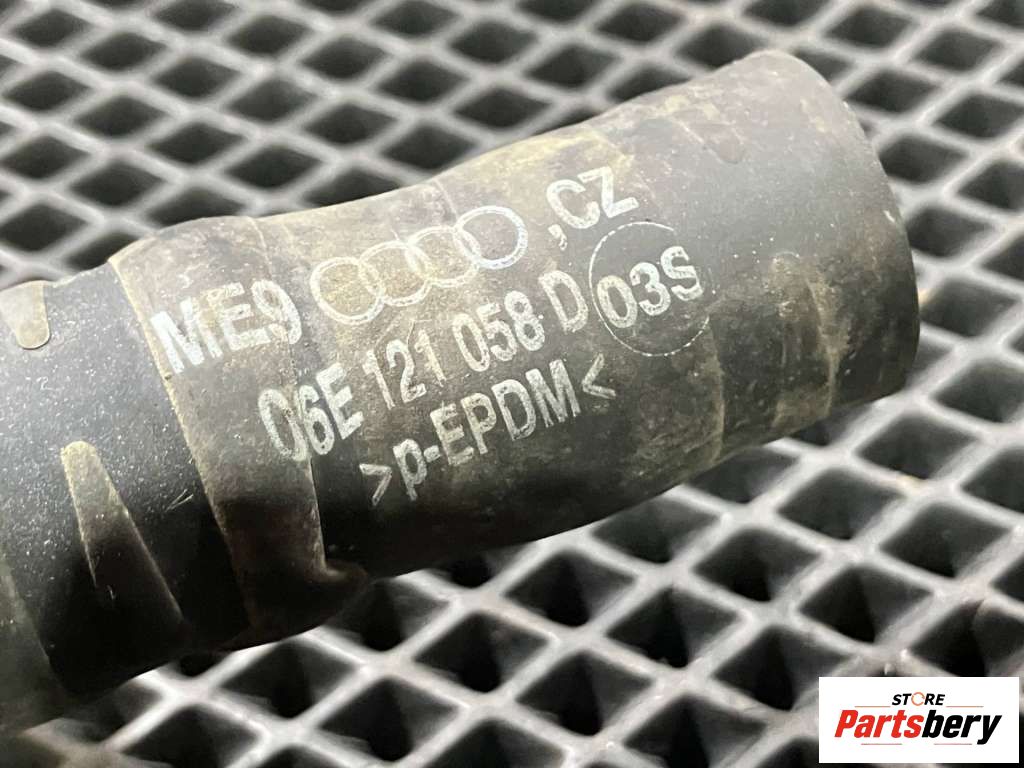 ME9 ,CZ
06E 121 058 D 03S
>p-EPDM<
STORE
Partsbery